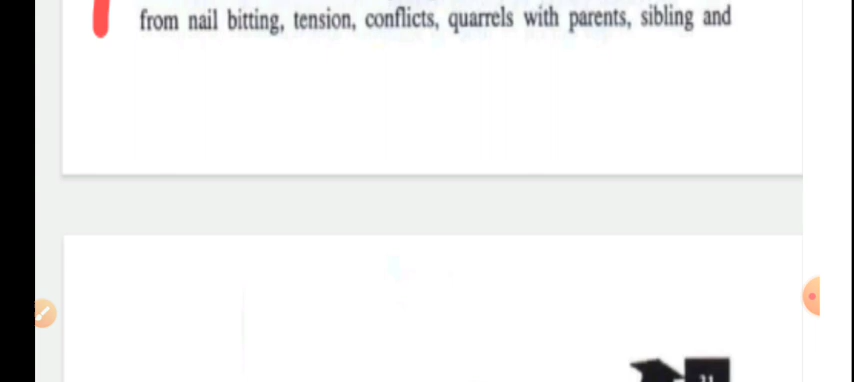 from nail bitting, tension, conflicts, quarrels with parents, sibling and